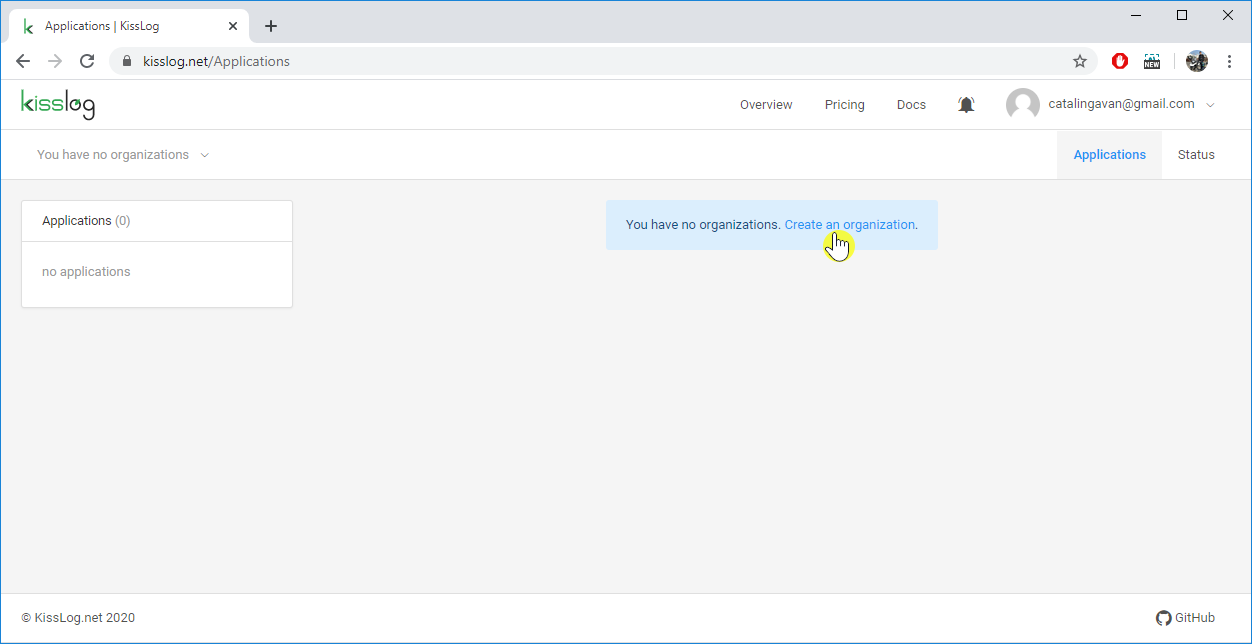 Applications | KissLog
kisslog.net/Applications
NEW
kisslog
Overview
Pricing
Docs
catalingavan@gmail.com
You have no organizations
Applications
Status
Applications (0)
no applications
You have no organizations. Create an organization.
© KissLog.net 2020
GitHub